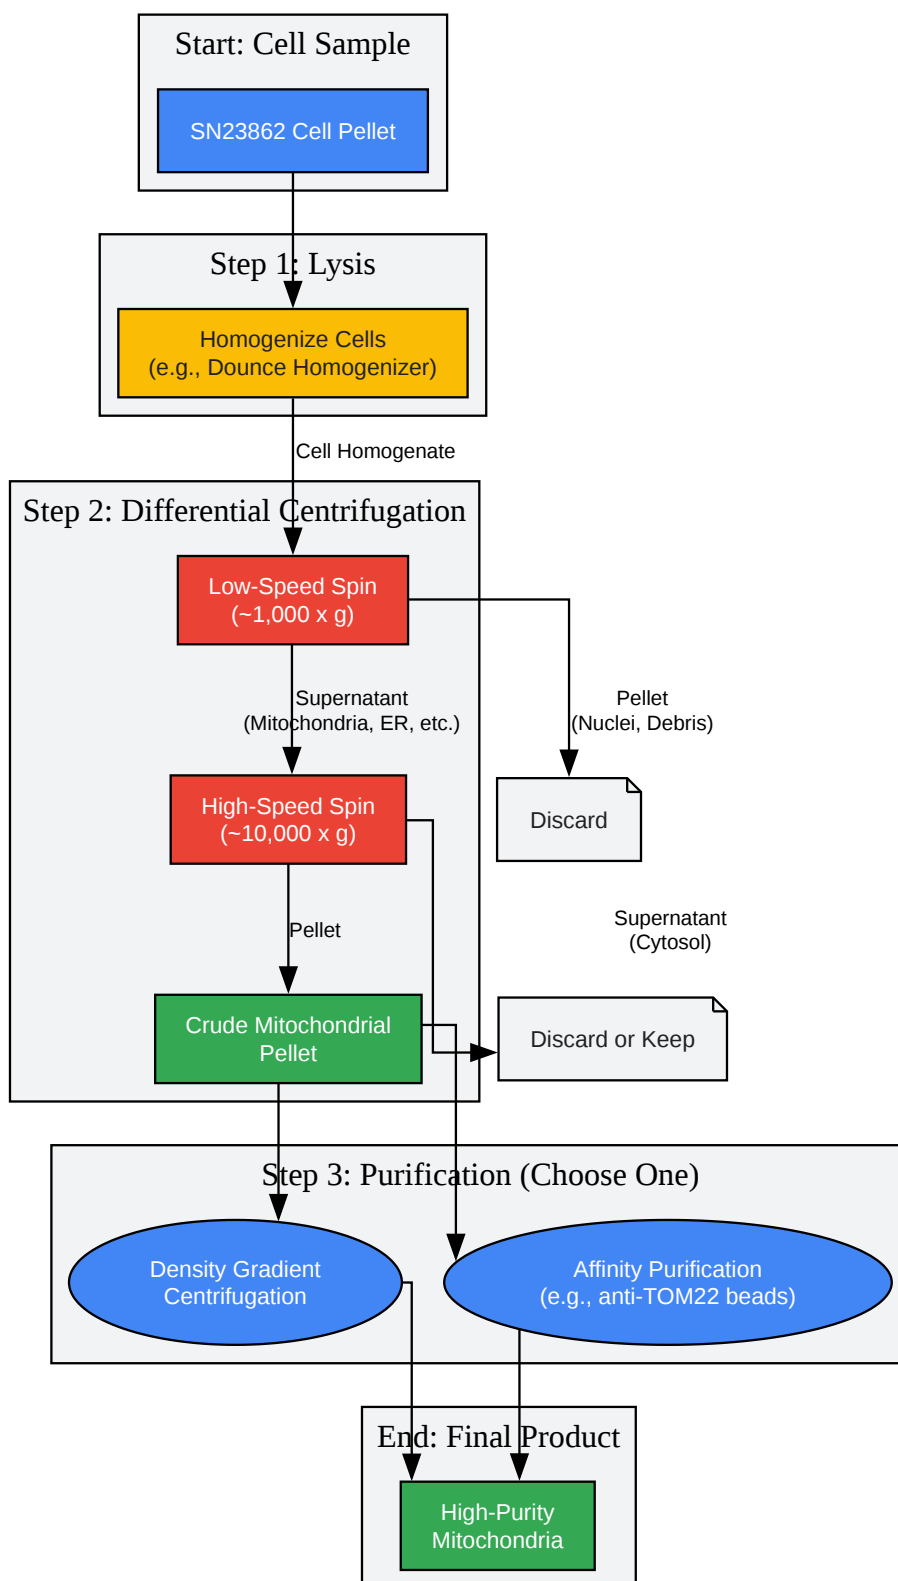 Start: Cell Sample
SN23862 Cell Pellet
Step 1: Lysis
Homogenize Cells
(e.g., Dounce Homogenizer)
Cell Homogenate
Step 2: Differential Centrifugation
Low-Speed Spin
(~1,000 x g)
Supernatant
(Mitochondria, ER, etc.)
Pellet
(Nuclei, Debris)
High-Speed Spin
(~10,000 x g)
Discard
Pellet
Supernatant
(Cytosol)
Crude Mitochondrial
Pellet
Discard or Keep
Step 3: Purification (Choose One)
Density Gradient
Centrifugation
Affinity Purification
(e.g., anti-TOM22 beads)
End: Final Product
High-Purity
Mitochondria